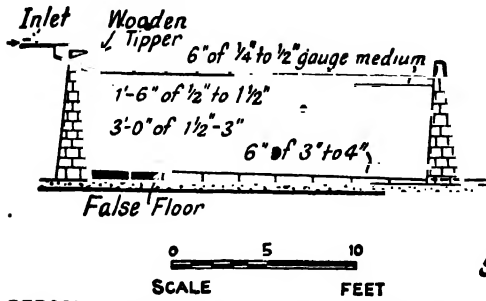 Inlet Wooden
Tipper
6" of ¼" to ½" gauge medium
1'-6" of ½" to 1½"
3'-0" of 1½"-3"
6" of 3" to 4"
False Floor
0 5 10
SCALE FEET